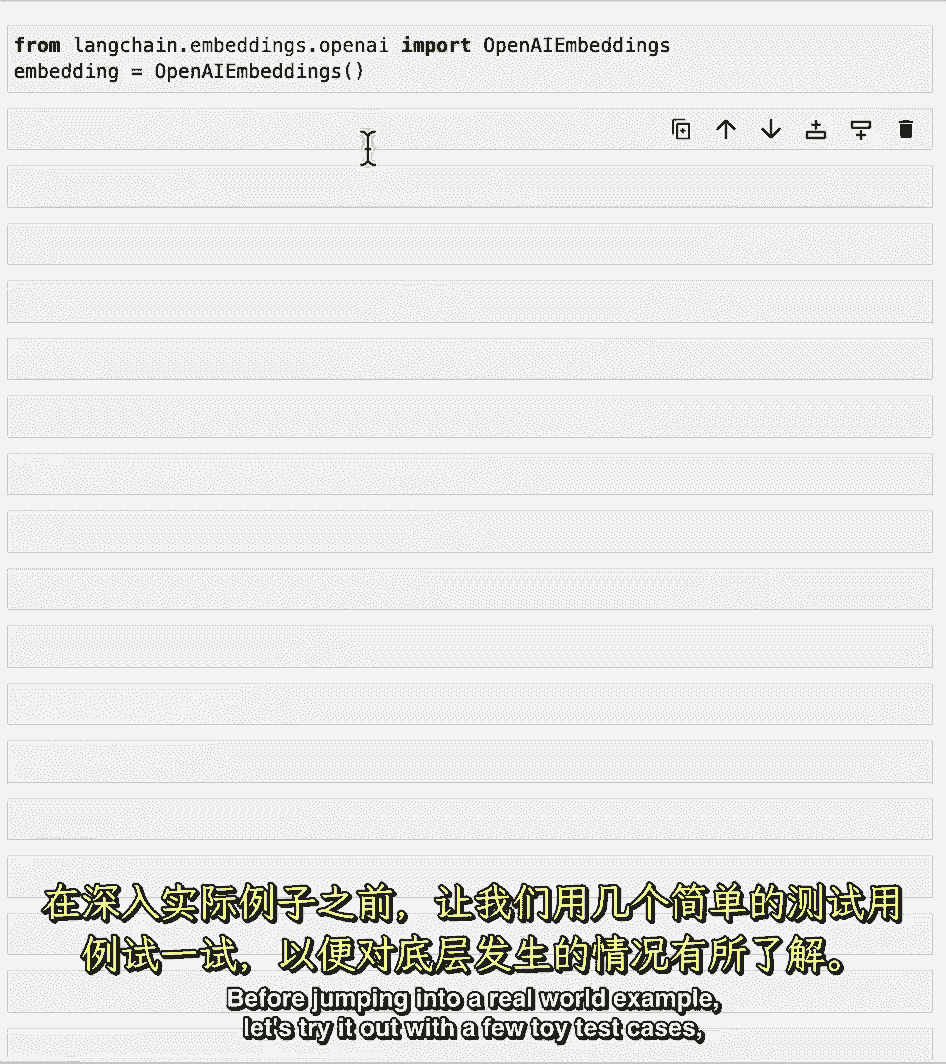 from langchain.embeddings.openai import OpenAIEmbeddings
embedding = OpenAIEmbeddings()
在深入实际例子之前，让我们用几个简单的测试用
例试一试，以便对底层发生的情况有所了解。
Before jumping into a real world example,
let's try it out with a few toy test cases,